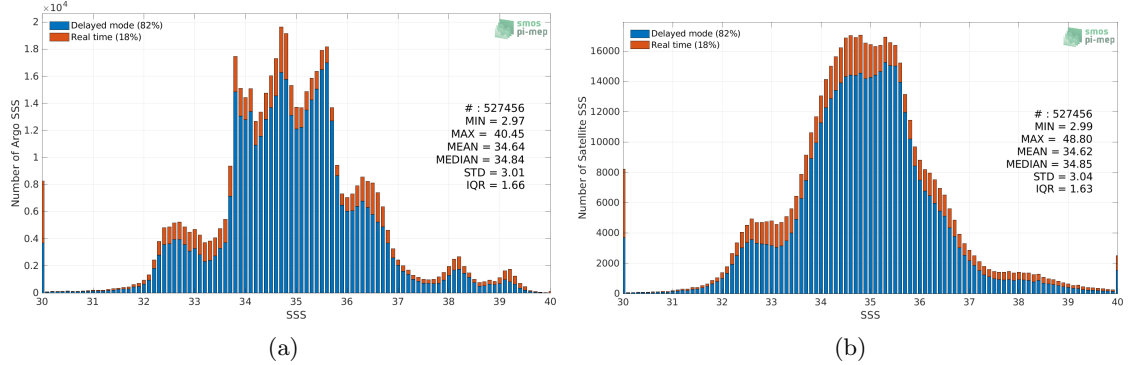 ×10⁴
Delayed mode (82%)
Real time (18%)
smos
pi-mep
# : 527456
MIN = 2.97
MAX = 40.45
MEAN = 34.64
MEDIAN = 34.84
STD = 3.01
IQR = 1.66
Number of Argo SSS
2
1.8
1.6
1.4
1.2
1
0.8
0.6
0.4
0.2
0
30 31 32 33 34 35 36 37 38 39 40
SSS
(a)
Delayed mode (82%)
Real time (18%)
smos
pi-mep
# : 527456
MIN = 2.99
MAX = 48.80
MEAN = 34.62
MEDIAN = 34.85
STD = 3.04
IQR = 1.63
Number of Satellite SSS
16000
14000
12000
10000
8000
6000
4000
2000
0
30 31 32 33 34 35 36 37 38 39 40
SSS
(b)